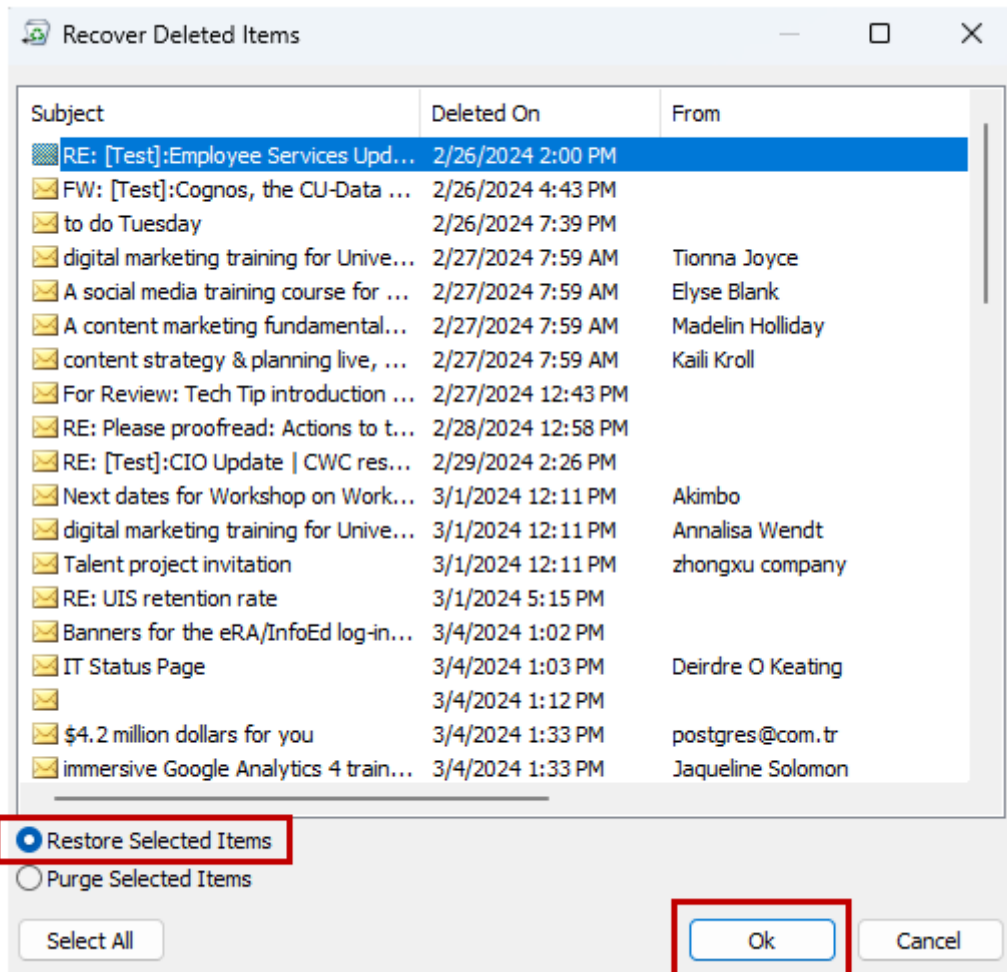 Recover Deleted Items
Subject Deleted On From
RE: [Test]:Employee Services Upd... 2/26/2024 2:00 PM
FW: [Test]:Cognos, the CU-Data ... 2/26/2024 4:43 PM
to do Tuesday 2/26/2024 7:39 PM
digital marketing training for Unive... 2/27/2024 7:59 AM Tionna Joyce
A social media training course for ... 2/27/2024 7:59 AM Elyse Blank
A content marketing fundamental... 2/27/2024 7:59 AM Madelin Holliday
content strategy & planning live, ... 2/27/2024 7:59 AM Kaili Kroll
For Review: Tech Tip introduction ... 2/27/2024 12:43 PM
RE: Please proofread: Actions to t... 2/28/2024 12:58 PM
RE: [Test]:CIO Update | CWC res... 2/29/2024 2:26 PM
Next dates for Workshop on Work... 3/1/2024 12:11 PM Akimbo
digital marketing training for Unive... 3/1/2024 12:11 PM Annalisa Wendt
Talent project invitation 3/1/2024 12:11 PM zhongxu company
RE: UIS retention rate 3/1/2024 5:15 PM
Banners for the eRA/InfoEd log-in... 3/4/2024 1:02 PM
IT Status Page 3/4/2024 1:03 PM Deirdre O Keating
3/4/2024 1:12 PM
$4.2 million dollars for you 3/4/2024 1:33 PM postgres@com.tr
immersive Google Analytics 4 train... 3/4/2024 1:33 PM Jaqueline Solomon
Restore Selected Items
Purge Selected Items
Select All Ok Cancel